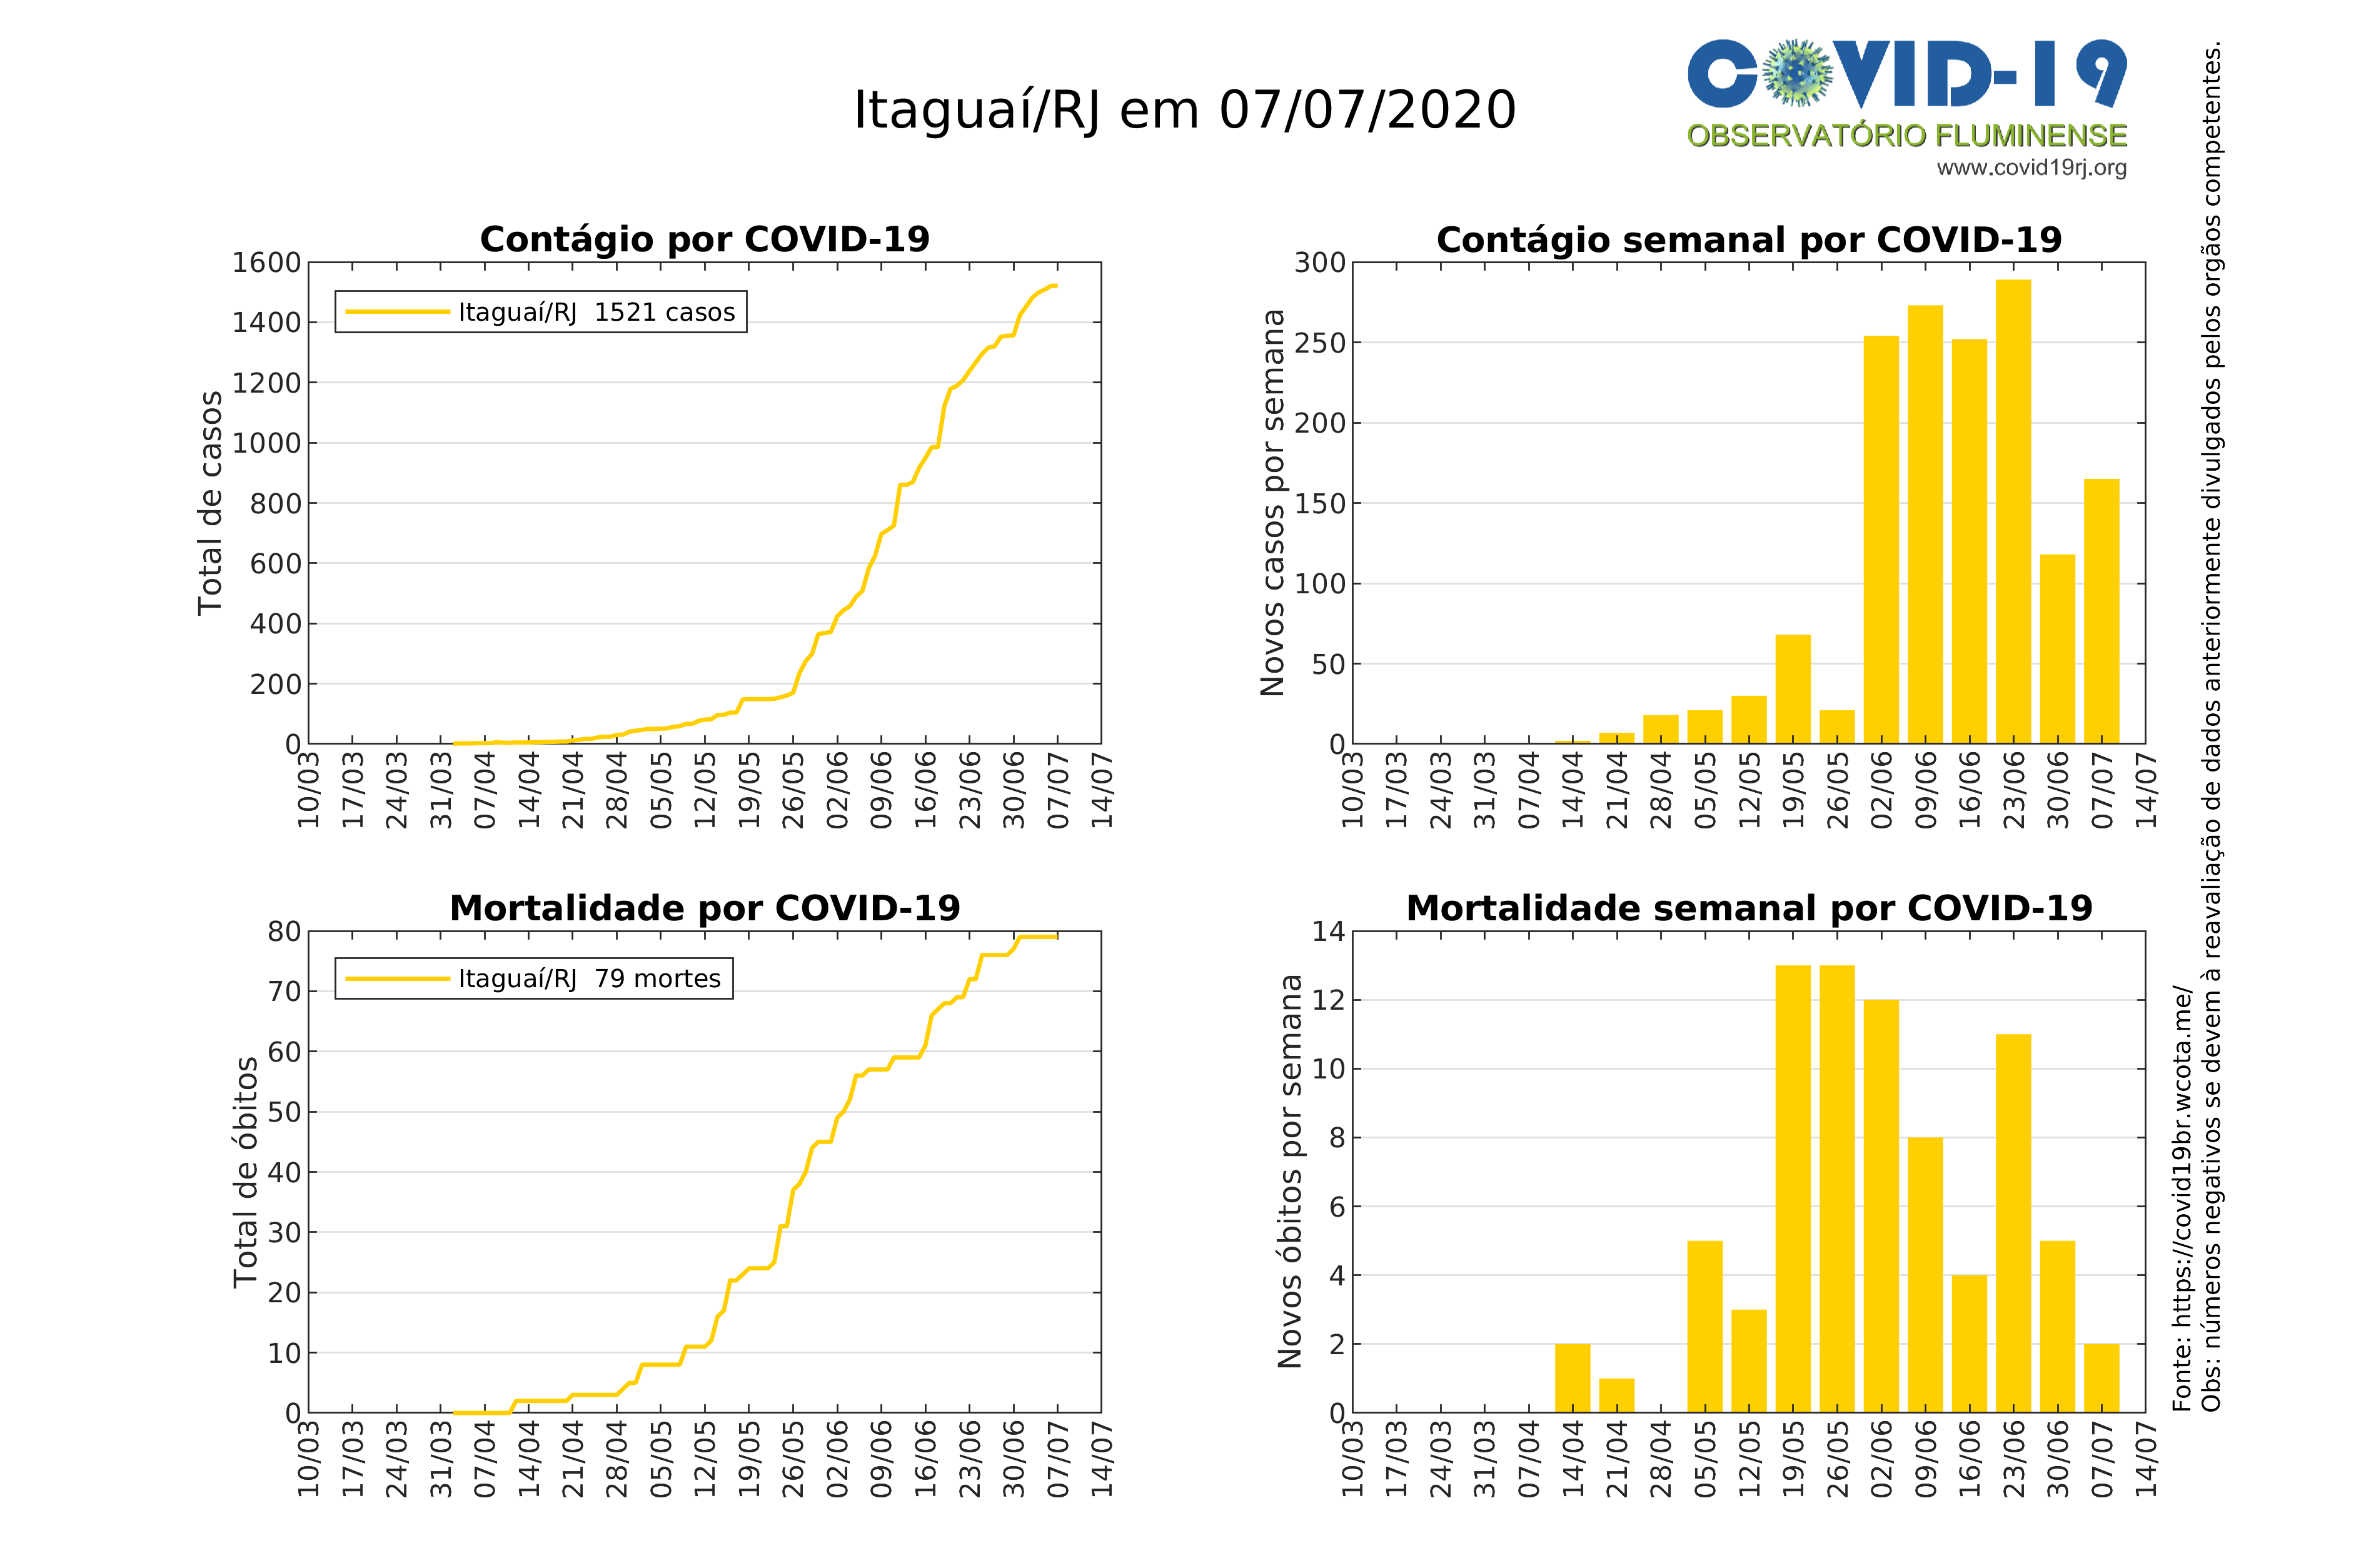 Itaguaí/RJ em 07/07/2020
COVID-19
OBSERVATÓRIO FLUMINENSE
www.covid19rj.org
Contágio por COVID-19
Total de casos
1600
1400
1200
1000
800
600
400
200
0
Itaguaí/RJ 1521 casos
10/03 17/03 24/03 31/03 07/04 14/04 21/04 28/04 05/05 12/05 19/05 26/05 02/06 09/06 16/06 23/06 30/06 07/07 14/07
Contágio semanal por COVID-19
Novos casos por semana
300
250
200
150
100
50
0
10/03 17/03 24/03 31/03 07/04 14/04 21/04 28/04 05/05 12/05 19/05 26/05 02/06 09/06 16/06 23/06 30/06 07/07 14/07
Mortalidade por COVID-19
Total de óbitos
80
70
60
50
40
30
20
10
0
Itaguaí/RJ 79 mortes
10/03 17/03 24/03 31/03 07/04 14/04 21/04 28/04 05/05 12/05 19/05 26/05 02/06 09/06 16/06 23/06 30/06 07/07 14/07
Mortalidade semanal por COVID-19
Novos óbitos por semana
14
12
10
8
6
4
2
0
10/03 17/03 24/03 31/03 07/04 14/04 21/04 28/04 05/05 12/05 19/05 26/05 02/06 09/06 16/06 23/06 30/06 07/07 14/07
Fonte: https://covid19br.wcota.me/
Obs: números negativos se devem à reavaliação de dados anteriormente divulgados pelos orgãos competentes.